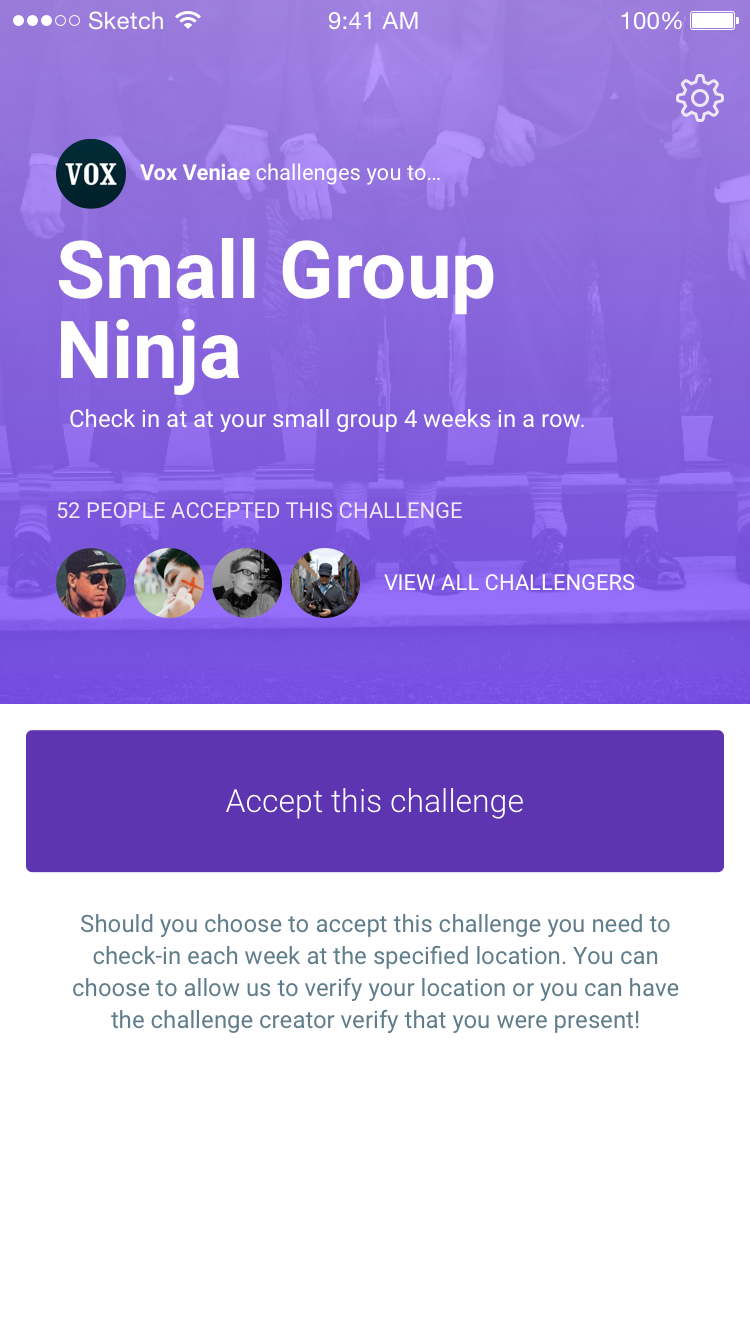 Sketch 9:41 AM 100%
VOX
Vox Veniae challenges you to...
Small Group
Ninja
Check in at at your small group 4 weeks in a row.
52 PEOPLE ACCEPTED THIS CHALLENGE
VIEW ALL CHALLENGERS
Accept this challenge
Should you choose to accept this challenge you need to
check-in each week at the specified location. You can
choose to allow us to verify your location or you can have
the challenge creator verify that you were present!